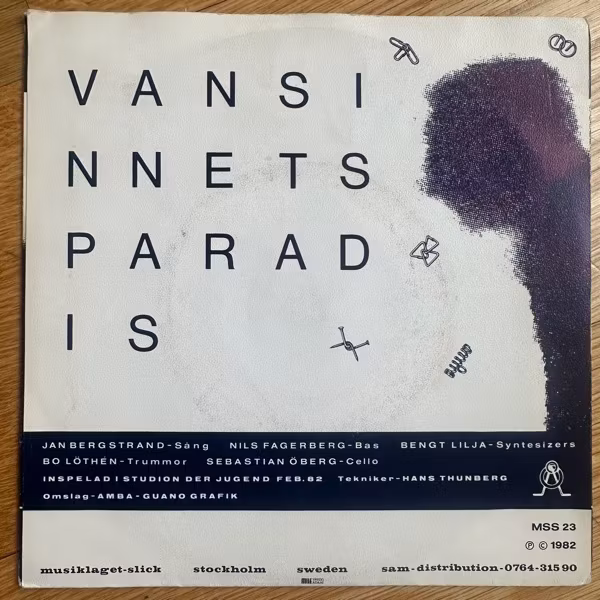 VANSI
NNETS
PARAD
IS
JAN BERGSTRAND-Sång NILS FAGERBERG-Bas BENGT LILJA-Syntesizers
BO LÖTHÉN-Trummor SEBASTIAN ÖBERG-Cello
INSPELAD I STUDION DER JUGEND FEB.82 Tekniker-HANS THUNBERG
Omslag-AMBA-GUANO GRAFIK
MSS 23
℗ © 1982
musiklaget-slick stockholm sweden sam-distribution-0764-315 90